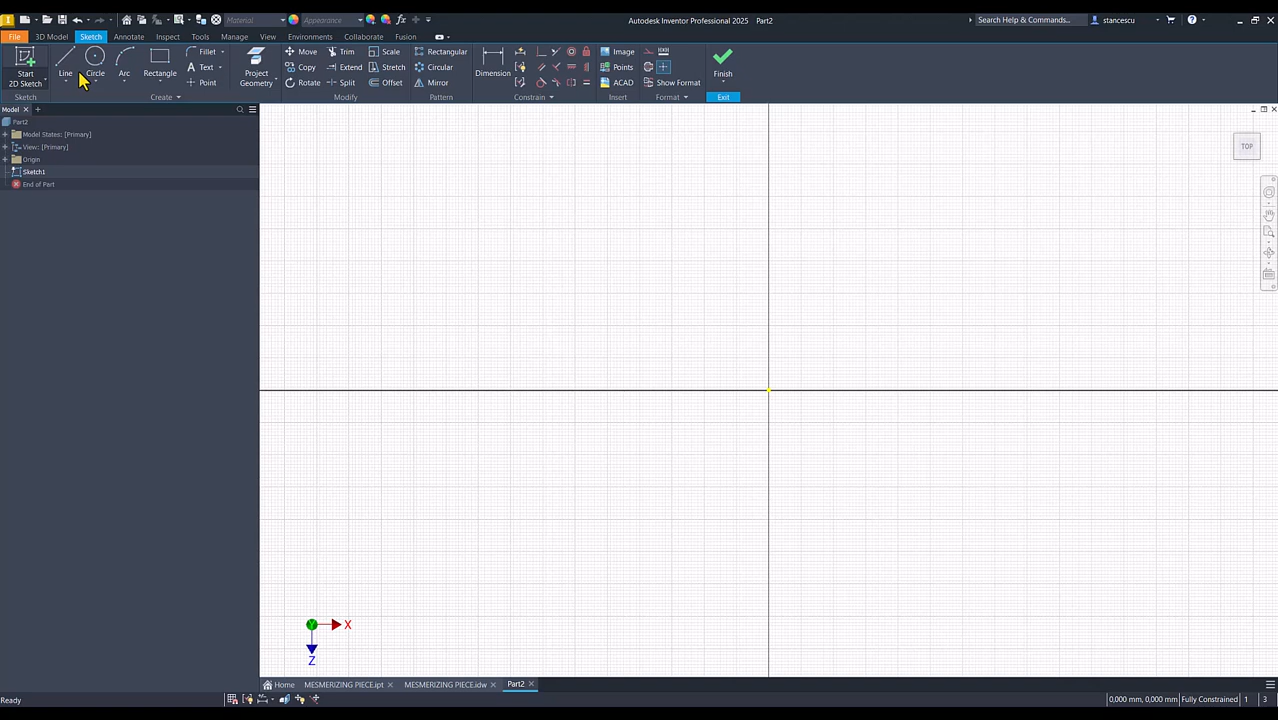 Material Appearance Autodesk Inventor Professional 2025 Part2 Search Help & Commands... stancescu
File 3D Model Sketch Annotate Inspect Tools Manage View Environments Collaborate Fusion
Start 2D Sketch Line Circle Arc Rectangle Fillet Text Point Project Geometry Move Copy Rotate Trim Extend Split Scale Stretch Offset Rectangular Circular Mirror Dimension Image Points ACAD Show Format Finish
Sketch Create Modify Pattern Constrain Insert Format Exit
Model
Part2
Model States: [Primary]
View: [Primary]
Origin
Sketch1
End of Part
TOP
Y X
Z
Home MESMERIZING PIECE.ipt MESMERIZING PIECE.idw Part2
Ready 0,000 mm, 0,000 mm Fully Constrained 1 3